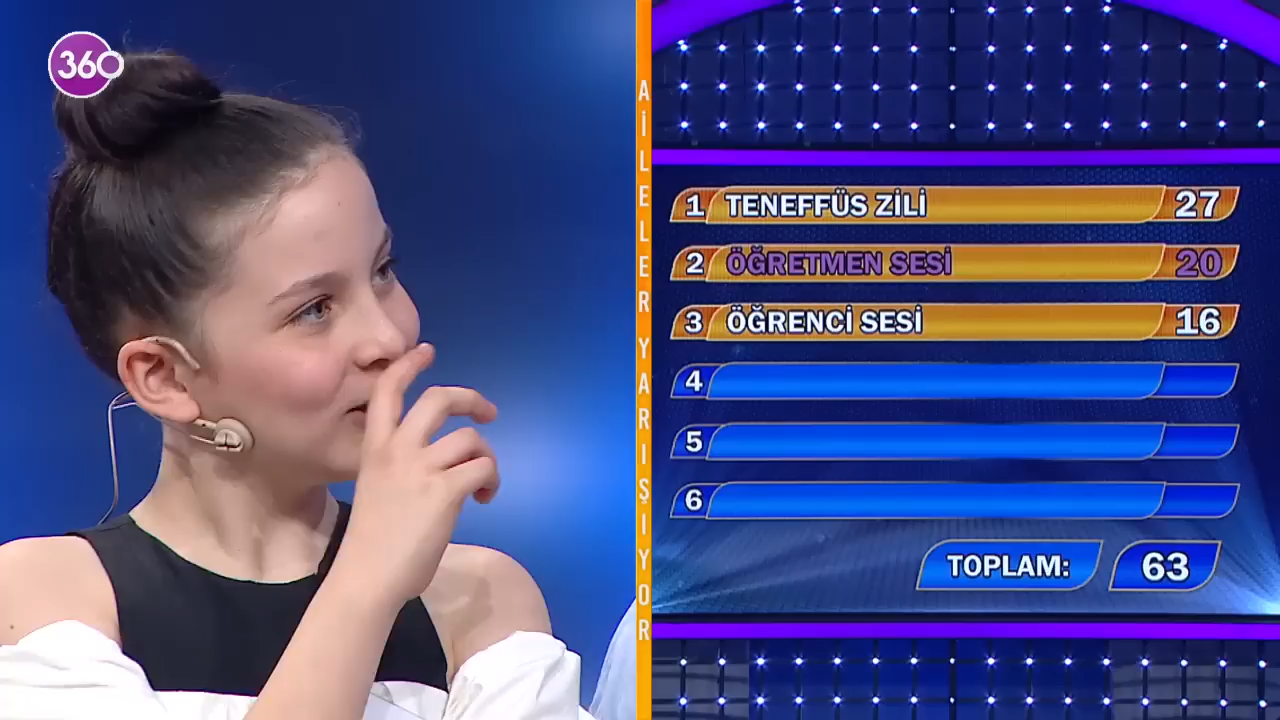 360
AİLELER YARIŞIYOR
1 TENEFFÜS ZİLİ 27
2 ÖĞRETMEN SESİ 20
3 ÖĞRENCİ SESİ 16
4
5
6
TOPLAM: 63